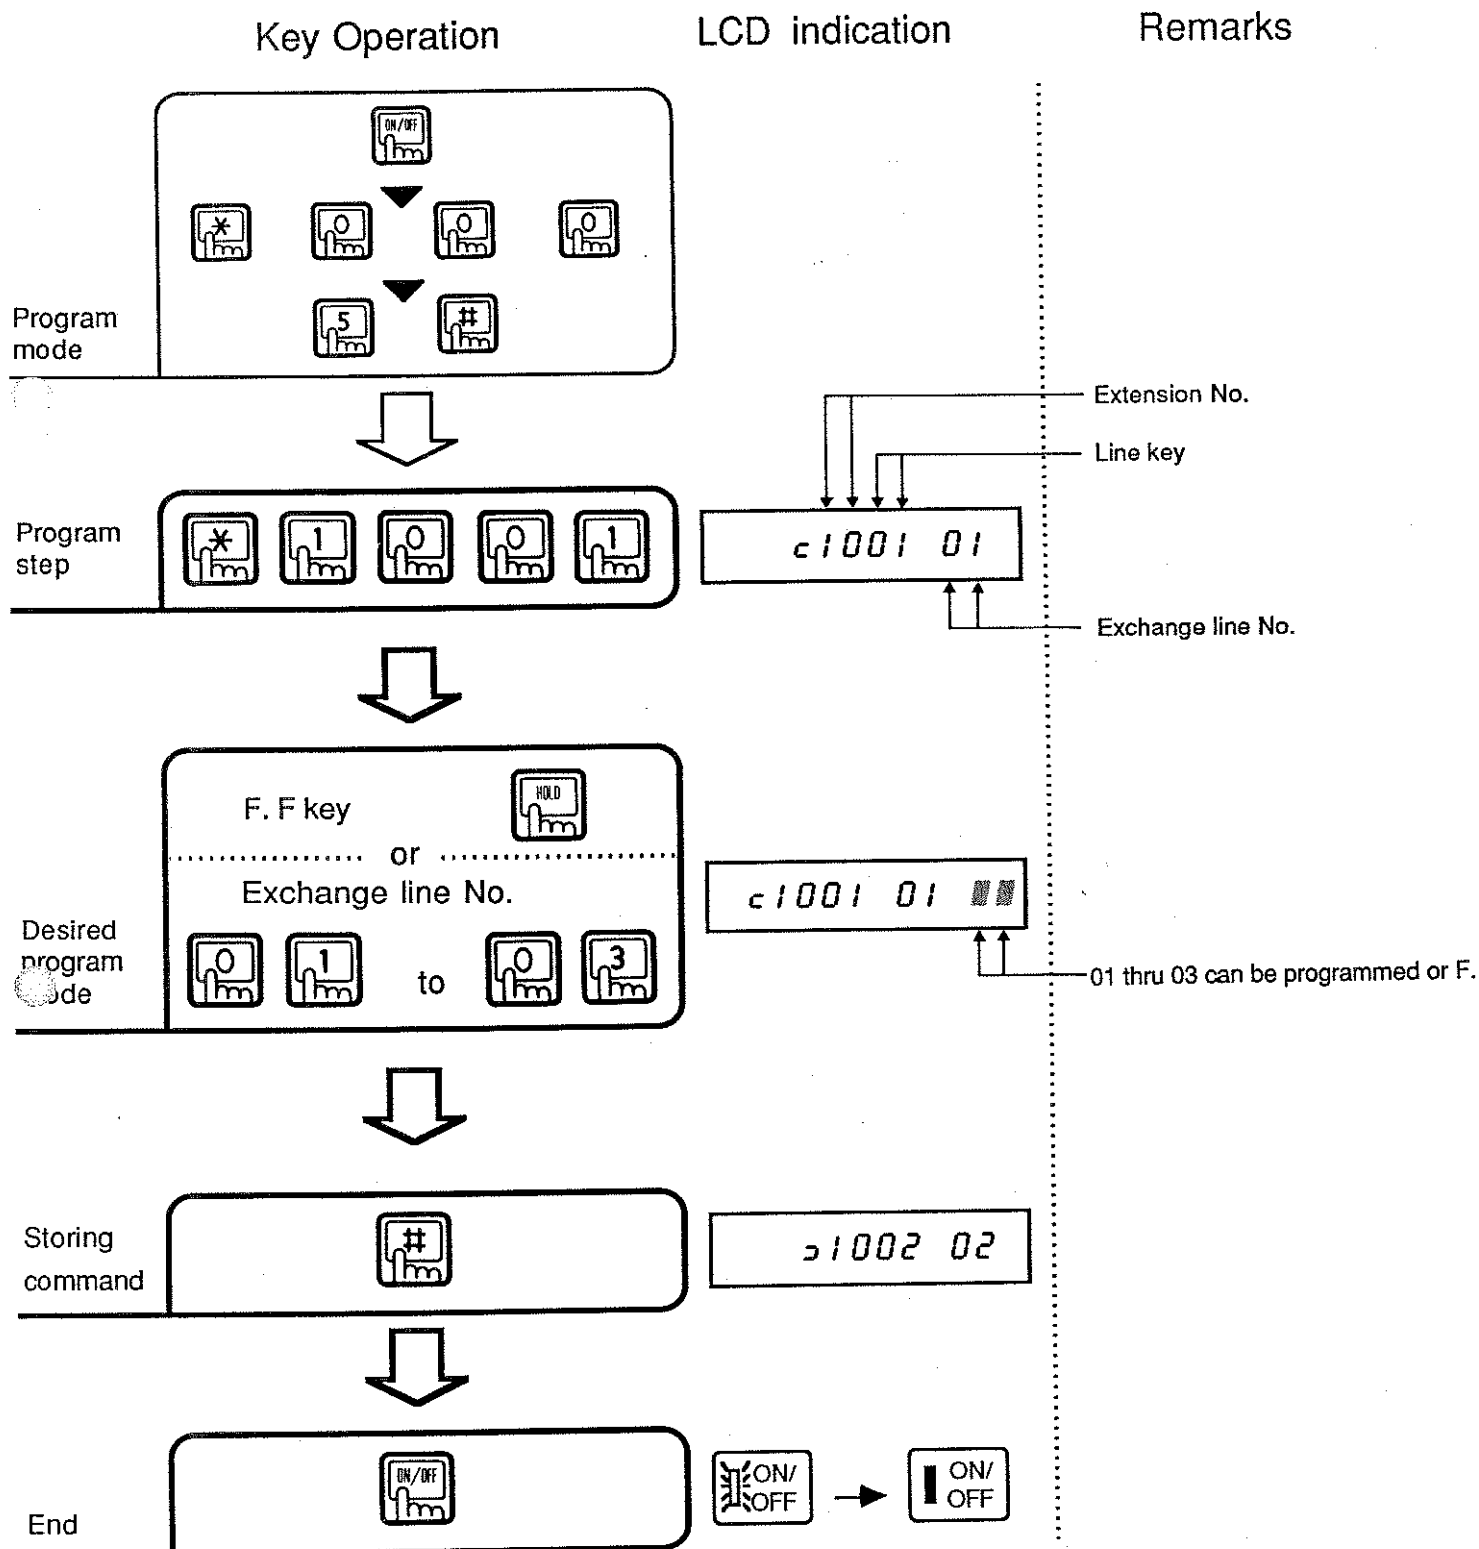 Key Operation
LCD indication
Remarks
ON/OFF
* 0 0 0
5 #
Program
mode
Extension No.
Line key
Program
step
* 1 0 0 1
c1001 01
Exchange line No.
F. F key
HOLD
or
Exchange line No.
0 1 to 0 3
c1001 01
Desired
program
01 thru 03 can be programmed or F.
Storing
command
#
ɔ1002 02
End
ON/OFF
ON/
OFF
ON/
OFF